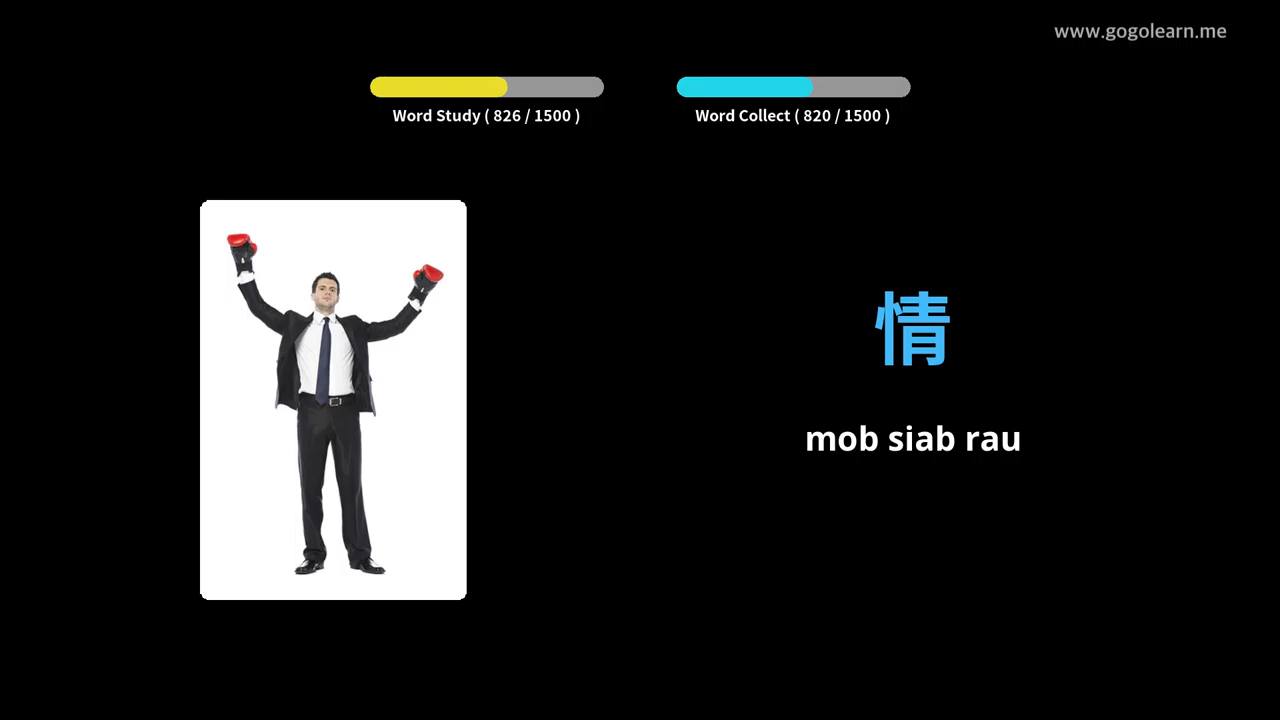 www.gogolearn.me
Word Study ( 826 / 1500 )
Word Collect ( 820 / 1500 )
情
mob siab rau